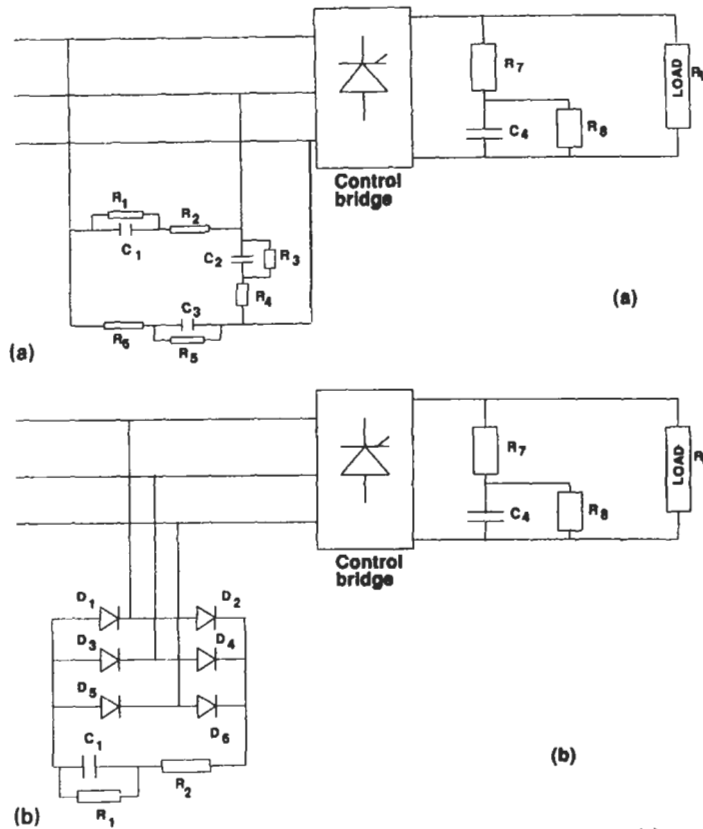 R7
LOAD
R
C4
R8
Control
bridge
R1
R2
C1
C2
R3
R4
C3
R6
R5
(a)
(a)
R7
LOAD
R
C4
R8
Control
bridge
D1
D2
D3
D4
D5
D6
C1
R2
R1
(b)
(b)